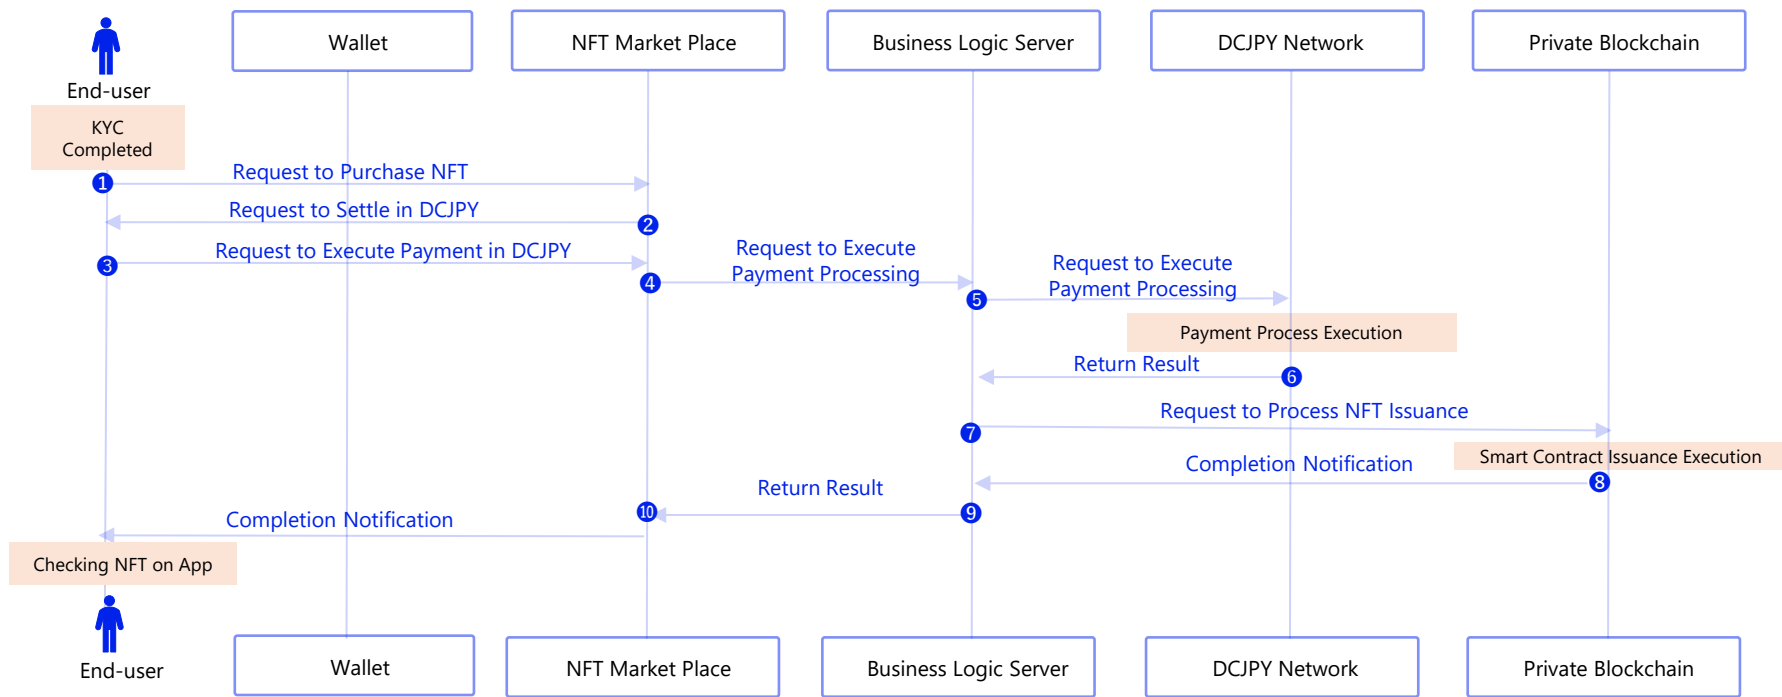 Wallet
NFT Market Place
Business Logic Server
DCJPY Network
Private Blockchain
End-user
KYC
Completed
1
Request to Purchase NFT
Request to Settle in DCJPY
2
3
Request to Execute Payment in DCJPY
4
Request to Execute
Payment Processing
5
Request to Execute
Payment Processing
Payment Process Execution
Return Result
6
7
Request to Process NFT Issuance
Smart Contract Issuance Execution
Completion Notification
8
Return Result
9
10
Completion Notification
Checking NFT on App
End-user
Wallet
NFT Market Place
Business Logic Server
DCJPY Network
Private Blockchain